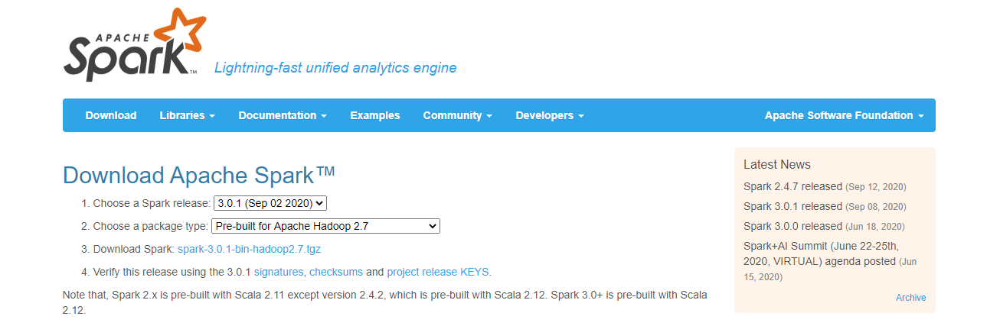 APACHE
Spark™
Lightning-fast unified analytics engine
Download Libraries Documentation Examples Community Developers Apache Software Foundation
Download Apache Spark™
1. Choose a Spark release: 3.0.1 (Sep 02 2020)
2. Choose a package type: Pre-built for Apache Hadoop 2.7
3. Download Spark: spark-3.0.1-bin-hadoop2.7.tgz
4. Verify this release using the 3.0.1 signatures, checksums and project release KEYS.
Note that, Spark 2.x is pre-built with Scala 2.11 except version 2.4.2, which is pre-built with Scala 2.12. Spark 3.0+ is pre-built with Scala
2.12.
Latest News
Spark 2.4.7 released (Sep 12, 2020)
Spark 3.0.1 released (Sep 08, 2020)
Spark 3.0.0 released (Jun 18, 2020)
Spark+AI Summit (June 22-25th,
2020, VIRTUAL) agenda posted (Jun
15, 2020)
Archive